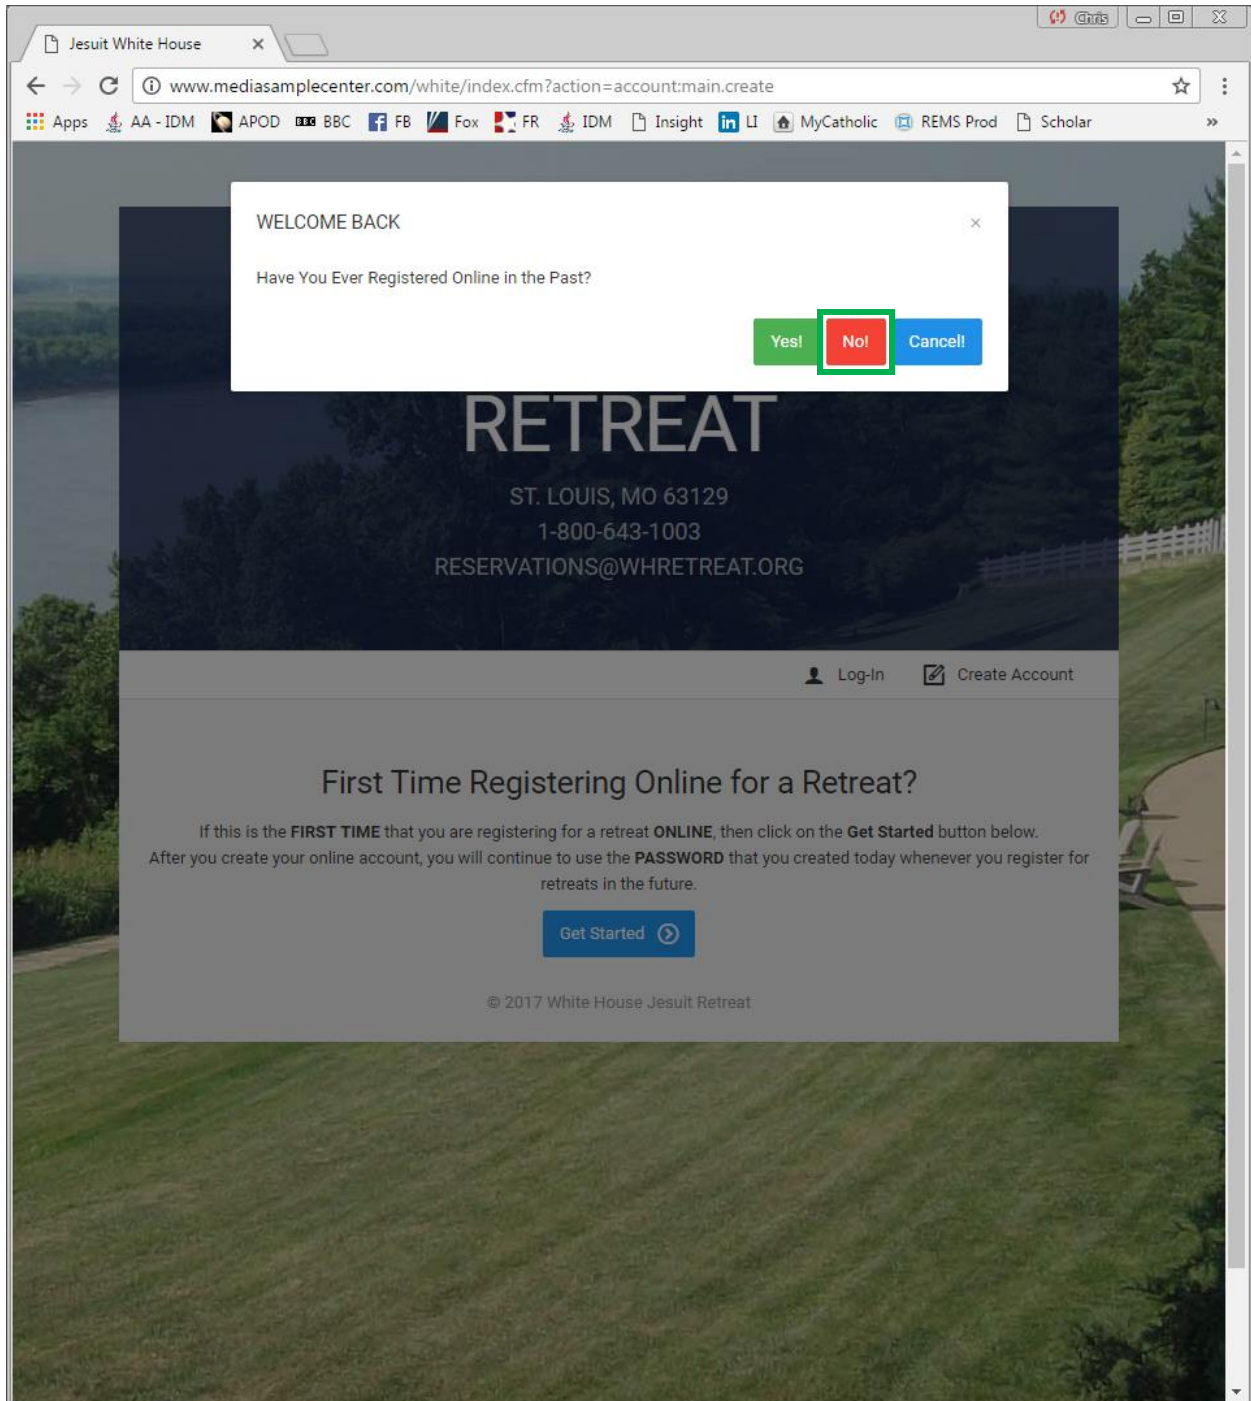 Chris
Jesuit White House
www.mediasamplecenter.com/white/index.cfm?action=account:main.create
Apps AA - IDM APOD BBC BBC FB Fox FR IDM Insight in LI MyCatholic REMS Prod Scholar »
WELCOME BACK ×
Have You Ever Registered Online in the Past?
Yes! No! Cancel!
RETREAT
ST. LOUIS, MO 63129
1-800-643-1003
RESERVATIONS@WHRETREAT.ORG
Log-In Create Account
First Time Registering Online for a Retreat?
If this is the FIRST TIME that you are registering for a retreat ONLINE, then click on the Get Started button below.
After you create your online account, you will continue to use the PASSWORD that you created today whenever you register for
retreats in the future.
Get Started
© 2017 White House Jesuit Retreat